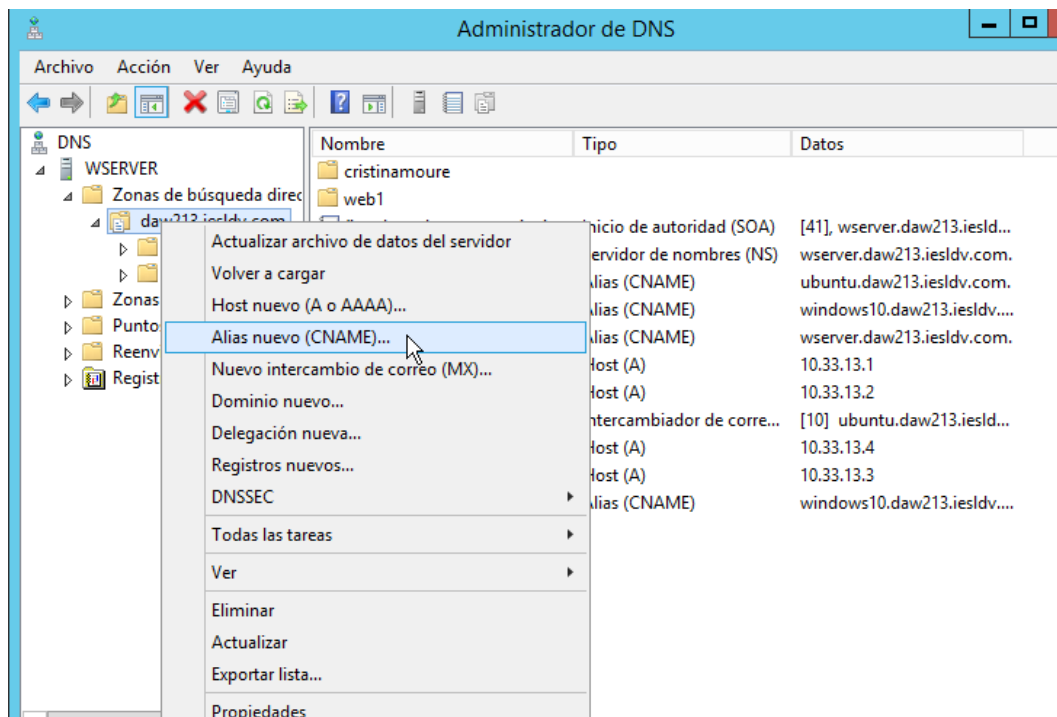 Administrador de DNS
Archivo Acción Ver Ayuda
DNS
WSERVER
Zonas de búsqueda direc
daw213.iesldv.com
Zonas
Punto
Reenv
Regist
Nombre Tipo Datos
cristinamoure
web1
nicio de autoridad (SOA) [41], wserver.daw213.iesld...
ervidor de nombres (NS) wserver.daw213.iesldv.com.
lias (CNAME) ubuntu.daw213.iesldv.com.
lias (CNAME) windows10.daw213.iesldv....
lias (CNAME) wserver.daw213.iesldv.com.
Host (A) 10.33.13.1
Host (A) 10.33.13.2
ntercambiador de corre... [10] ubuntu.daw213.iesld...
Host (A) 10.33.13.4
Host (A) 10.33.13.3
lias (CNAME) windows10.daw213.iesldv....
Actualizar archivo de datos del servidor
Volver a cargar
Host nuevo (A o AAAA)...
Alias nuevo (CNAME)...
Nuevo intercambio de correo (MX)...
Dominio nuevo...
Delegación nueva...
Registros nuevos...
DNSSEC
Todas las tareas
Ver
Eliminar
Actualizar
Exportar lista...
Propiedades